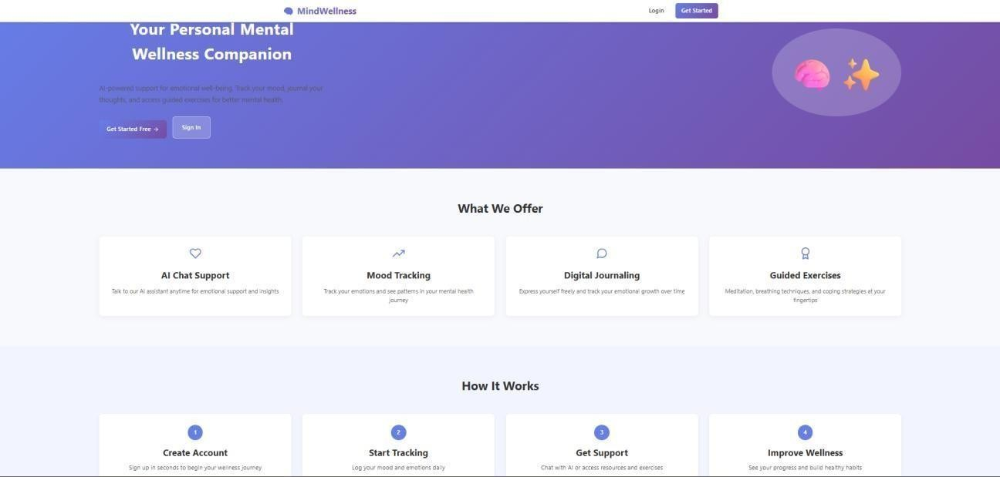 MindWellness
Login
Get Started
Your Personal Mental
Wellness Companion
AI-powered support for emotional well-being. Track your mood, journal your
thoughts, and access guided exercises for better mental health.
Get Started Free →
Sign In
What We Offer
AI Chat Support
Talk to our AI assistant anytime for emotional support and insights
Mood Tracking
Track your emotions and see patterns in your mental health
journey
Digital Journaling
Express yourself freely and track your emotional growth over time
Guided Exercises
Meditation, breathing techniques, and coping strategies at your
fingertips
How It Works
1
Create Account
Sign up in seconds to begin your wellness journey
2
Start Tracking
Log your mood and emotions daily
3
Get Support
Chat with AI or access resources and exercises
4
Improve Wellness
See your progress and build healthy habits